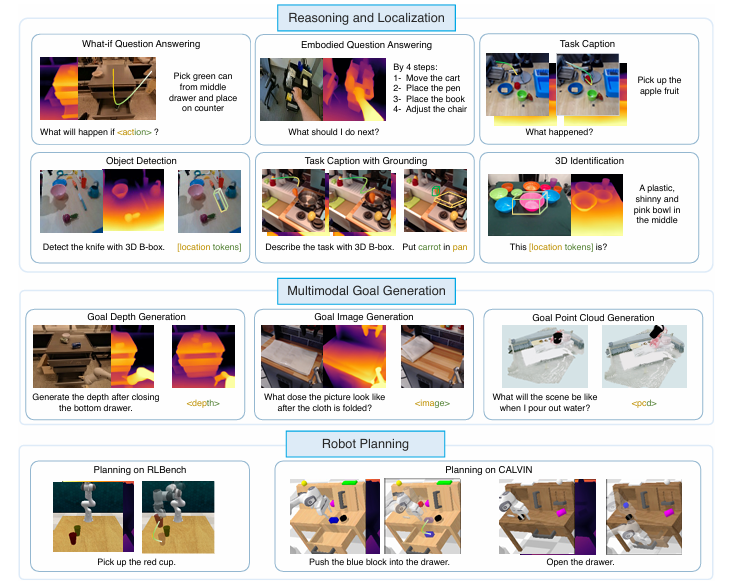 Reasoning and Localization
What-if Question Answering
Pick green can
from middle
drawer and place
on counter
What will happen if <action> ?
Embodied Question Answering
By 4 steps:
1- Move the cart
2- Place the pen
3- Place the book
4- Adjust the chair
What should I do next?
Task Caption
Pick up the
apple fruit
What happened?
Object Detection
Detect the knife with 3D B-box.
[location tokens]
Task Caption with Grounding
Describe the task with 3D B-box.
Put carrot in pan
3D Identification
A plastic,
shinny and
pink bowl in
the middle
This [location tokens] is?
Multimodal Goal Generation
Goal Depth Generation
Generate the depth after closing
the bottom drawer.
<depth>
Goal Image Generation
What dose the picture look like
after the cloth is folded?
<image>
Goal Point Cloud Generation
What will the scene be like
when I pour out water?
<pcd>
Robot Planning
Planning on RLBench
Pick up the red cup.
Planning on CALVIN
Push the blue block into the drawer.
Open the drawer.